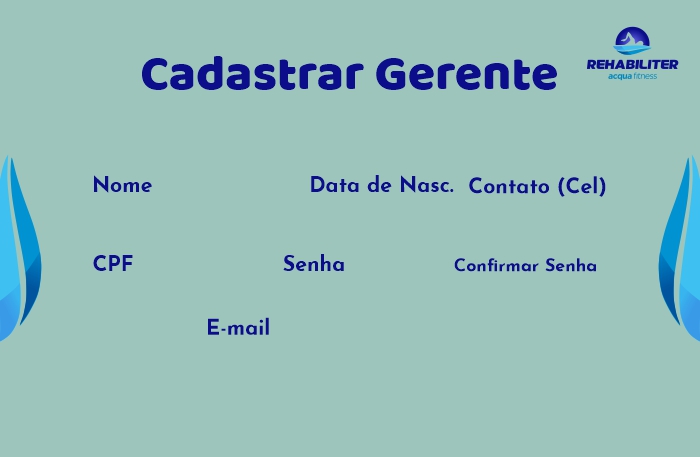 Cadastrar Gerente
REHABILITER
acqua fitness
Nome
Data de Nasc.
Contato (Cel)
CPF
Senha
Confirmar Senha
E-mail